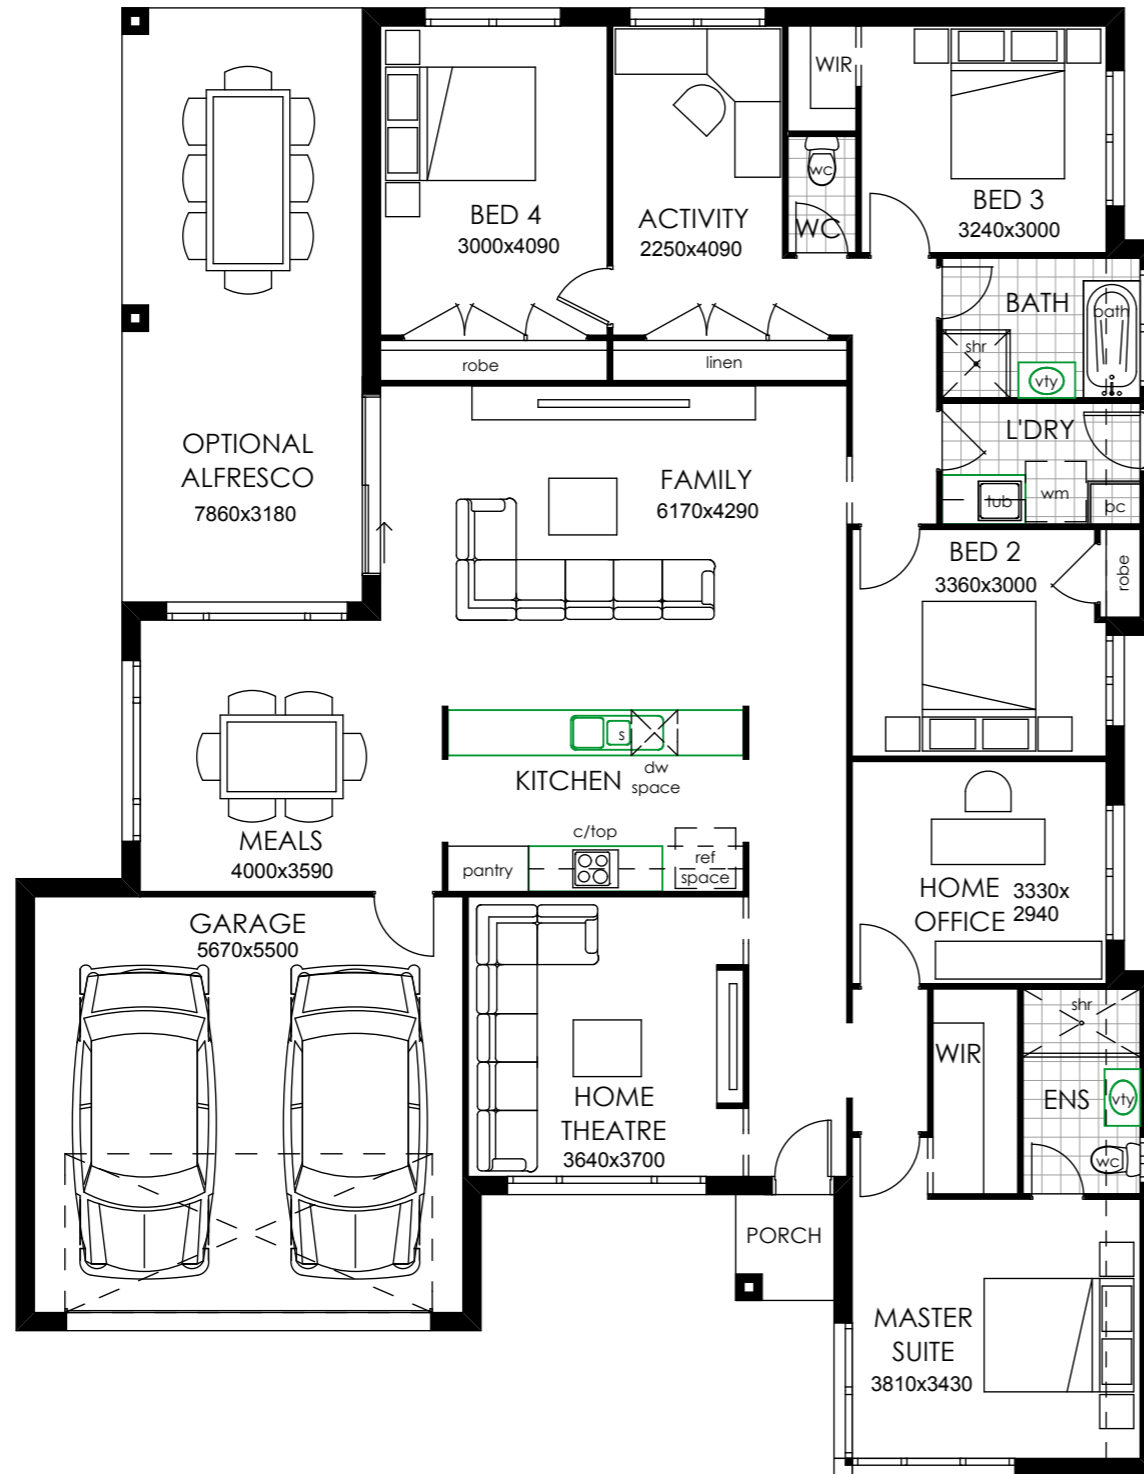 WIR
BED 4
3000x4090
ACTIVITY
2250x4090
wc
WC
BED 3
3240x3000
BATH
bath
shr
vty
robe
linen
OPTIONAL
ALFRESCO
7860x3180
FAMILY
6170x4290
L'DRY
tub
wm
bc
BED 2
3360x3000
robe
s
KITCHEN
dw
space
MEALS
4000x3590
c/top
pantry
ref
space
HOME
OFFICE
3330x
2940
GARAGE
5670x5500
HOME
THEATRE
3640x3700
WIR
shr
ENS
vty
wc
PORCH
MASTER
SUITE
3810x3430